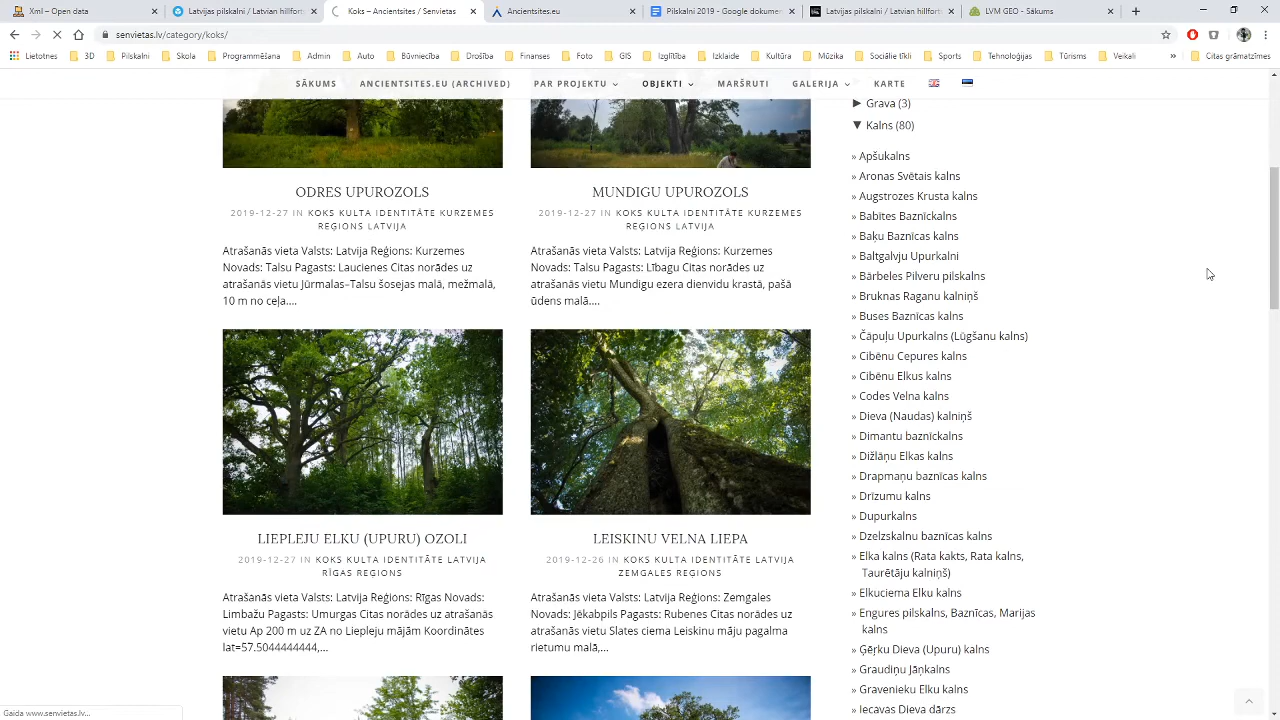 Xml – Open data
Latvijas pilskalni / Latvian hillforts
Koks – Ancientsites / Senvietas
Ancientsites.eu
Pilskalni 2019 - Google dokumen
Latvijas pilskalni / Latvian hillfort
LVM GEO - Sākums
senvietas.lv/category/koks/
Lietotnes
3D
Pilskalni
Skola
Programmēšana
Admin
Auto
Būvniecība
Drošība
Finanses
Foto
GIS
Izglītība
Izklaide
Kultūra
Mūzika
Sociālie tīkli
Sports
Tehnoloģijas
Tūrisms
Veikali
»
Citas grāmatzīmes
SĀKUMS
ANCIENTSITES.EU (ARCHIVED)
PAR PROJEKTU
OBJEKTI
MARŠRUTI
GALERIJA
KARTE
ODRES UPUROZOLS
2019-12-27 IN KOKS KULTA IDENTITĀTE KURZEMES
REĢIONS LATVIJA
Atrašanās vieta Valsts: Latvija Reģions: Kurzemes
Novads: Talsu Pagasts: Laucienes Citas norādes uz
atrašanās vietu Jūrmalas–Talsu šosejas malā, mežmalā,
10 m no ceļa....
MUNDIGU UPUROZOLS
2019-12-27 IN KOKS KULTA IDENTITĀTE KURZEMES
REĢIONS LATVIJA
Atrašanās vieta Valsts: Latvija Reģions: Kurzemes
Novads: Talsu Pagasts: Lībagu Citas norādes uz
atrašanās vietu Mundigu ezera dienvidu krastā, pašā
ūdens malā....
LIEPLEJU ELKU (UPURU) OZOLI
2019-12-27 IN KOKS KULTA IDENTITĀTE LATVIJA
RĪGAS REĢIONS
Atrašanās vieta Valsts: Latvija Reģions: Rīgas Novads:
Limbažu Pagasts: Umurgas Citas norādes uz atrašanās
vietu Ap 200 m uz ZA no Liepleju mājām Koordinātes
lat=57.5044444444,...
LEISKINU VELNA LIEPA
2019-12-26 IN KOKS KULTA IDENTITĀTE LATVIJA
ZEMGALES REĢIONS
Atrašanās vieta Valsts: Latvija Reģions: Zemgales
Novads: Jēkabpils Pagasts: Rubenes Citas norādes uz
atrašanās vietu Slates ciema Leiskinu māju pagalma
rietumu malā,...
► Grava (3)
▼ Kalns (80)
» Apšukalns
» Aronas Svētais kalns
» Augstrozes Krusta kalns
» Babītes Baznīckalns
» Baķu Baznīcas kalns
» Baltgalvju Upurkalni
» Bārbeles Pilveru pilskalns
» Bruknas Raganu kalniņš
» Buses Baznīcas kalns
» Čāpuļu Upurkalns (Lūgšanu kalns)
» Cibēnu Cepures kalns
» Cibēnu Elkus kalns
» Codes Velna kalns
» Dieva (Naudas) kalniņš
» Dimantu baznīckalns
» Dižlāņu Elkas kalns
» Drapmaņu baznīcas kalns
» Drīzumu kalns
» Dupurkalns
» Dzelzskalnu baznīcas kalns
» Elka kalns (Rata kakts, Rata kalns,
Taurētāju kalniņš)
» Elkuciema Elku kalns
» Engures pilskalns, Baznīcas, Marijas
kalns
» Ģērķu Dieva (Upuru) kalns
» Graudiņu Jāņkalns
» Gravenieku Elku kalns
» Iecavas Dieva dārzs
Gaida www.senvietas.lv...